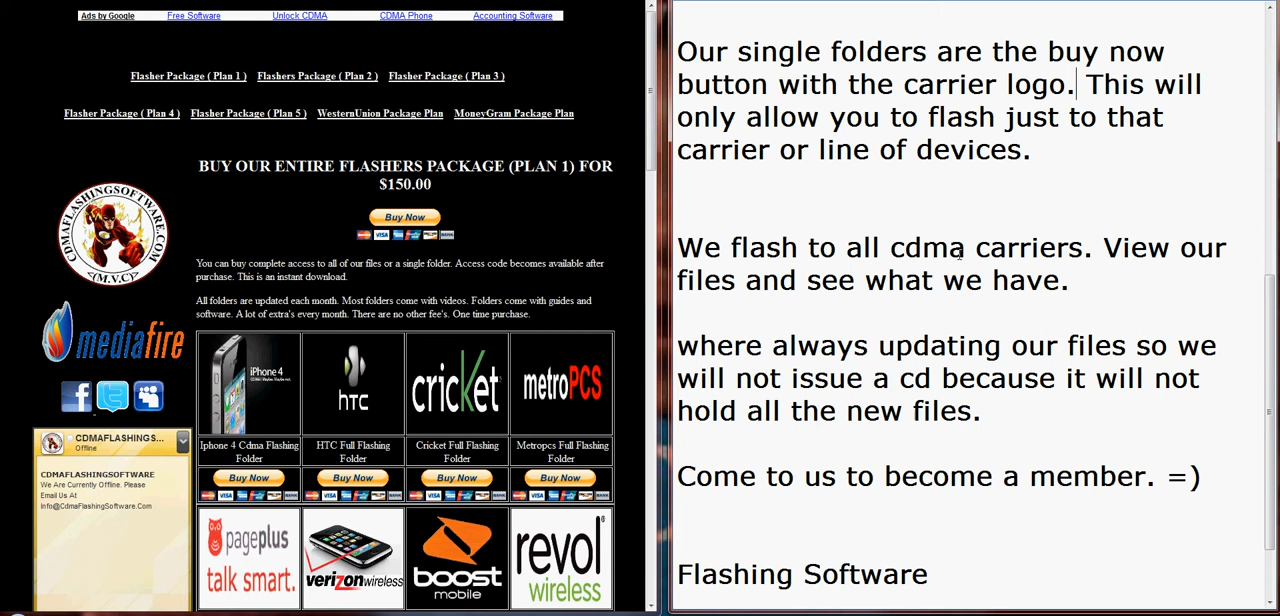 Ads by Google Free Software Unlock CDMA CDMA Phone Accounting Software
Flasher Package ( Plan 1 ) Flashers Package ( Plan 2 ) Flasher Package ( Plan 3 )
Flasher Package ( Plan 4 ) Flasher Package ( Plan 5 ) WesternUnion Package Plan MoneyGram Package Plan
BUY OUR ENTIRE FLASHERS PACKAGE (PLAN 1) FOR
$150.00
Buy Now
You can buy complete access to all of our files or a single folder. Access code becomes available after
purchase. This is an instant download.
All folders are updated each month. Most folders come with videos. Folders come with guides and
software. A lot of extra's every month. There are no other fee's. One time purchase.
CDMAFLASHINGSOFTWARE.COM
(M.V.C)
mediafire
CDMAFLASHINGS...
Offline
CDMAFLASHINGSOFTWARE
We Are Currently Offline. Please
Email Us At
Info@CdmaFlashingSoftware.Com
iPhone 4
htc
cricket
metroPCS
Iphone 4 Cdma Flashing
Folder
HTC Full Flashing
Folder
Cricket Full Flashing
Folder
Metropcs Full Flashing
Folder
Buy Now Buy Now Buy Now Buy Now
pageplus
talk smart.
verizonwireless
boost
mobile
revol
wireless
Our single folders are the buy now
button with the carrier logo. This will
only allow you to flash just to that
carrier or line of devices.
We flash to all cdma carriers. View our
files and see what we have.
where always updating our files so we
will not issue a cd because it will not
hold all the new files.
Come to us to become a member. =)
Flashing Software